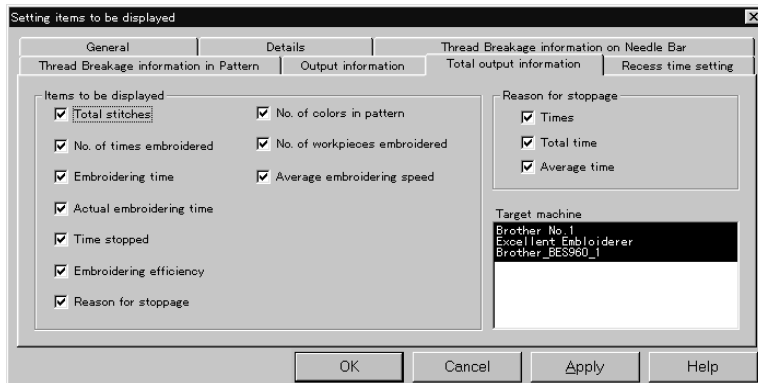 Setting items to be displayed
General
Details
Thread Breakage information on Needle Bar
Thread Breakage information in Pattern
Output information
Total output information
Recess time setting
Items to be displayed
Total stitches
No. of times embroidered
Embroidering time
Actual embroidering time
Time stopped
Embroidering efficiency
Reason for stoppage
No. of colors in pattern
No. of workpieces embroidered
Average embroidering speed
Reason for stoppage
Times
Total time
Average time
Target machine
Brother No.1
Excellent Embloiderer
Brother_BES960_1
OK
Cancel
Apply
Help